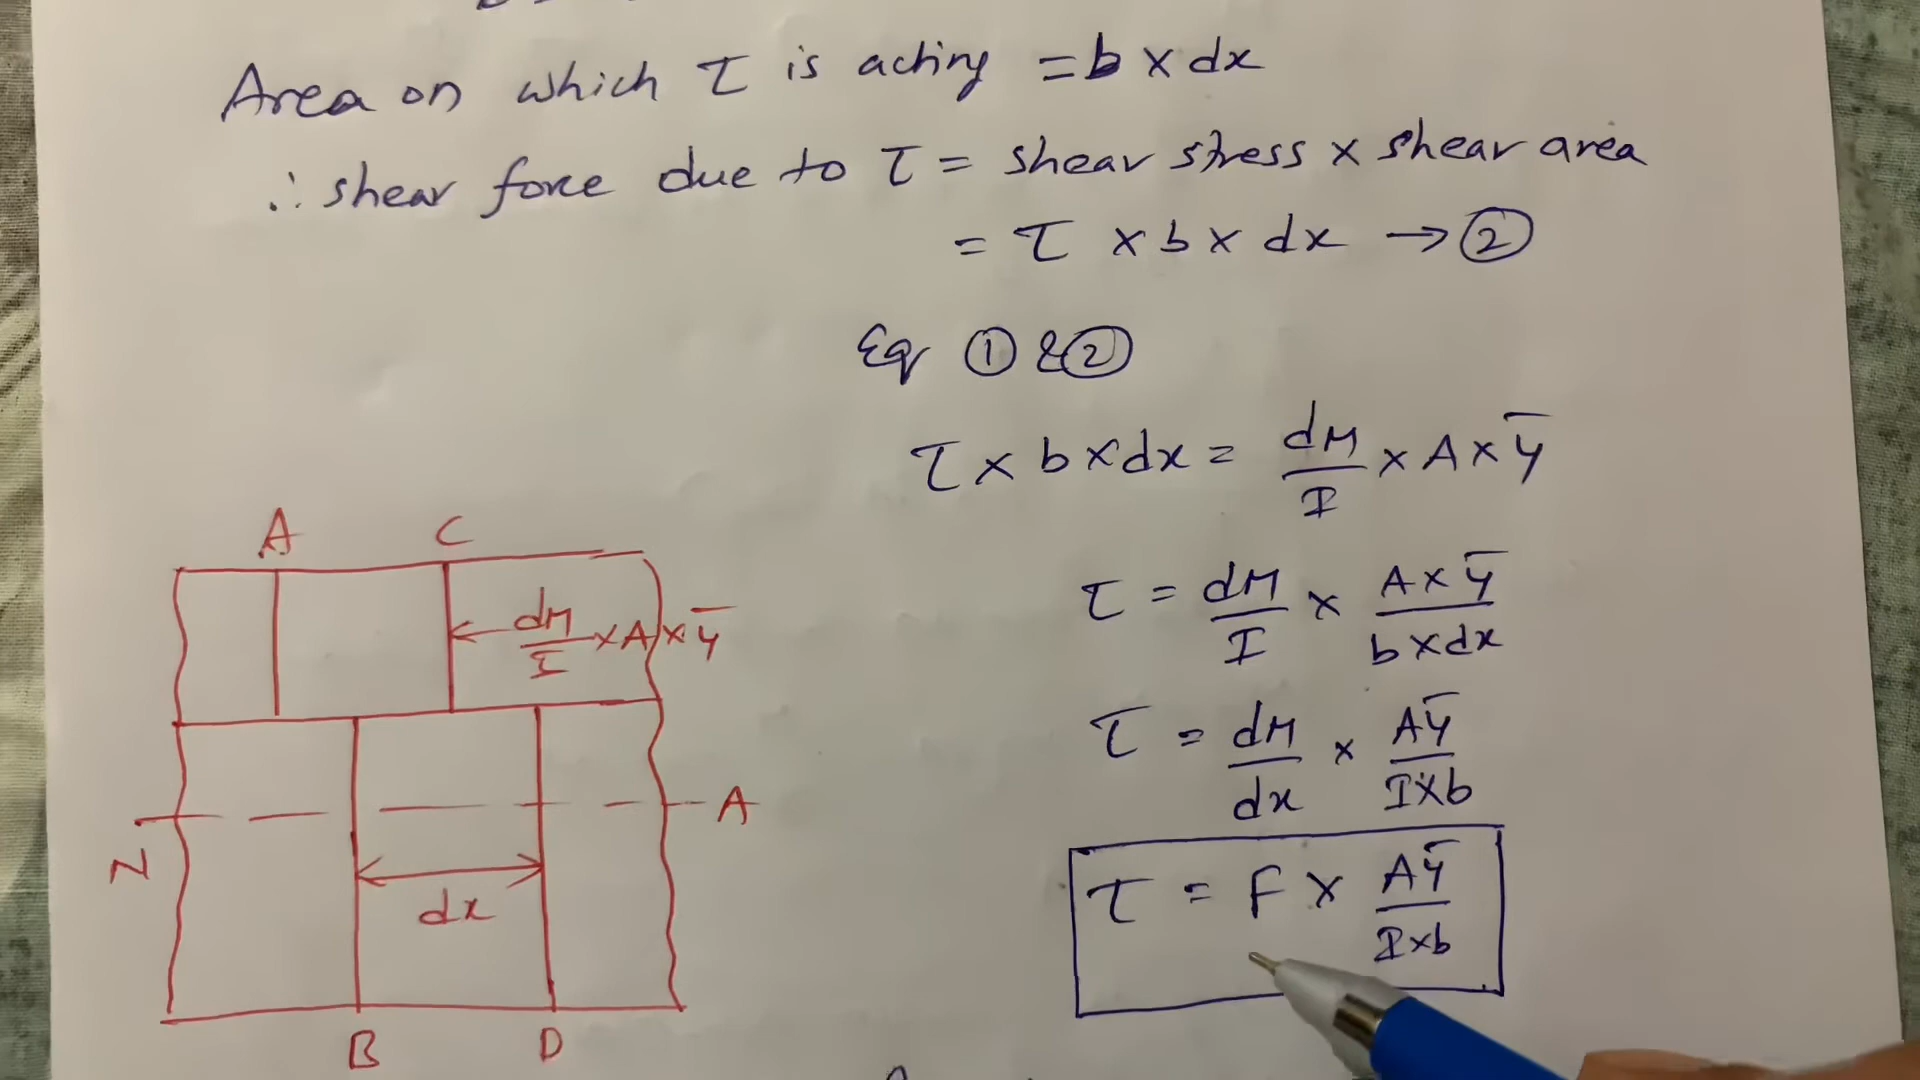 Area on which τ is acting = b × dx
∴ shear force due to τ = shear stress × shear area
= τ × b × dx → ②
Eq ① & ②
τ × b × dx = dM/I × A × ȳ
τ = dM/I × A × ȳ / b × dx
τ = dM/dx × Aȳ / I × b
τ = F × Aȳ / I × b
A C
dM/I × A × ȳ
N A
dx
B D